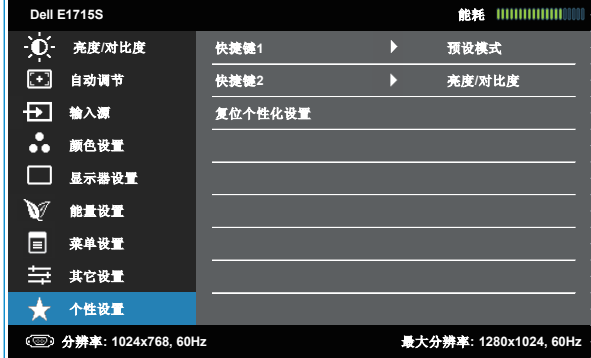 Dell E1715S 能耗
亮度/对比度 快捷键1 预设模式
自动调节 快捷键2 亮度/对比度
输入源 复位个性化设置
颜色设置
显示器设置
能量设置
菜单设置
其它设置
个性设置
分辨率: 1024x768, 60Hz 最大分辨率: 1280x1024, 60Hz